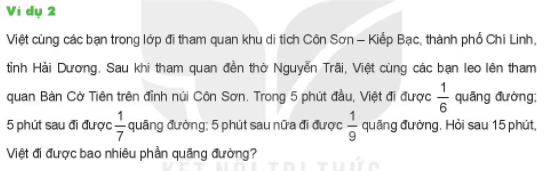 Ví dụ 2
Việt cùng các bạn trong lớp đi tham quan khu di tích Côn Sơn – Kiếp Bạc, thành phố Chí Linh,
tỉnh Hải Dương. Sau khi tham quan đền thờ Nguyễn Trãi, Việt cùng các bạn leo lên tham
quan Bàn Cờ Tiên trên đỉnh núi Côn Sơn. Trong 5 phút đầu, Việt đi được 1/6 quãng đường;
5 phút sau đi được 1/7 quãng đường; 5 phút sau nữa đi được 1/9 quãng đường. Hỏi sau 15 phút,
Việt đi được bao nhiêu phần quãng đường?
KẾT NỐI TRI THỨC